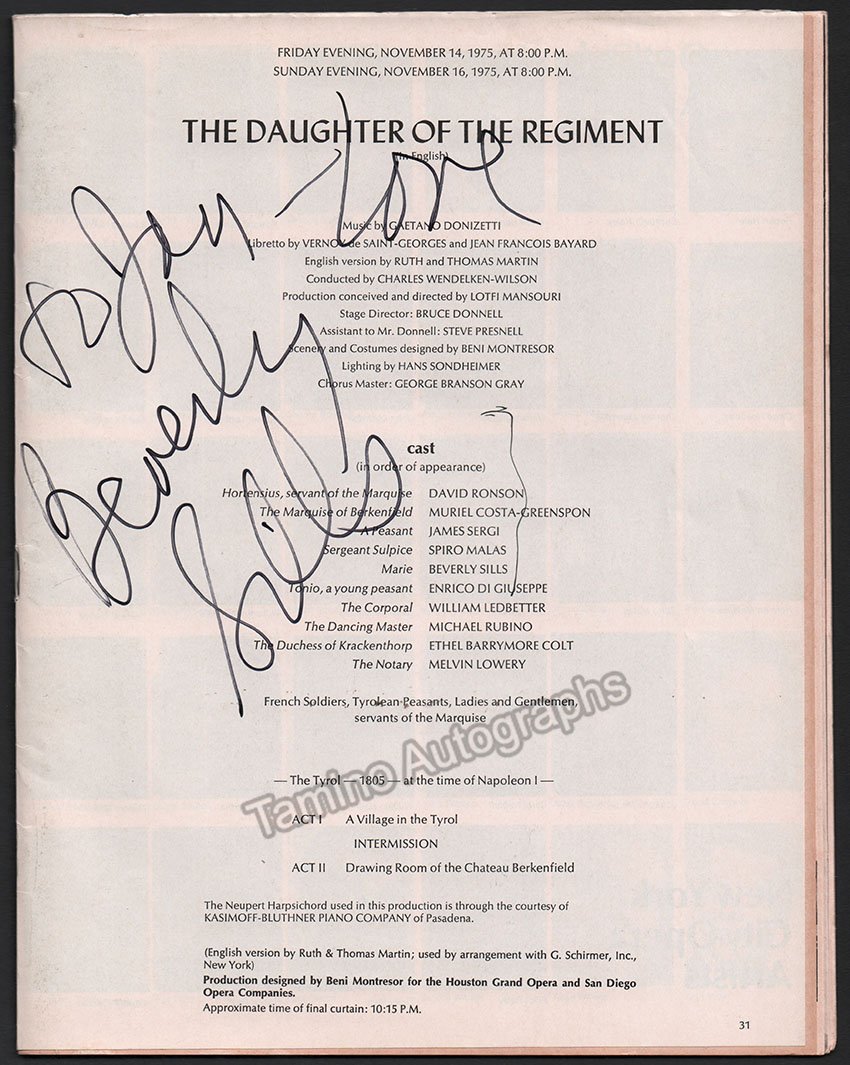 FRIDAY EVENING, NOVEMBER 14, 1975, AT 8:00 P.M.
SUNDAY EVENING, NOVEMBER 16, 1975, AT 8:00 P.M.
THE DAUGHTER OF THE REGIMENT
(In English)
To Jay - Love
Beverly
Sills
Music by GAETANO DONIZETTI
Libretto by VERNOY de SAINT-GEORGES and JEAN FRANCOIS BAYARD
English version by RUTH and THOMAS MARTIN
Conducted by CHARLES WENDELKEN-WILSON
Production conceived and directed by LOTFI MANSOURI
Stage Director: BRUCE DONNELL
Assistant to Mr. Donnell: STEVE PRESNELL
Scenery and Costumes designed by BENI MONTRESOR
Lighting by HANS SONDHEIMER
Chorus Master: GEORGE BRANSON GRAY
cast
(in order of appearance)
Hortensius, servant of the Marquise DAVID RONSON
The Marquise of Berkenfield MURIEL COSTA-GREENSPON
A Peasant JAMES SERGI
Sergeant Sulpice SPIRO MALAS
Marie BEVERLY SILLS
Tonio, a young peasant ENRICO DI GIUSEPPE
The Corporal WILLIAM LEDBETTER
The Dancing Master MICHAEL RUBINO
The Duchess of Krackenthorp ETHEL BARRYMORE COLT
The Notary MELVIN LOWERY
French Soldiers, Tyrolean Peasants, Ladies and Gentlemen,
servants of the Marquise
Tamino Autographs
— The Tyrol — 1805 — at the time of Napoleon I —
ACT I A Village in the Tyrol
INTERMISSION
ACT II Drawing Room of the Chateau Berkenfield
The Neupert Harpsichord used in this production is through the courtesy of
KASIMOFF-BLUTHNER PIANO COMPANY of Pasadena.
(English version by Ruth & Thomas Martin; used by arrangement with G. Schirmer, Inc.,
New York)
Production designed by Beni Montresor for the Houston Grand Opera and San Diego
Opera Companies.
Approximate time of final curtain: 10:15 P.M.
31
New York
City Opera
Artists